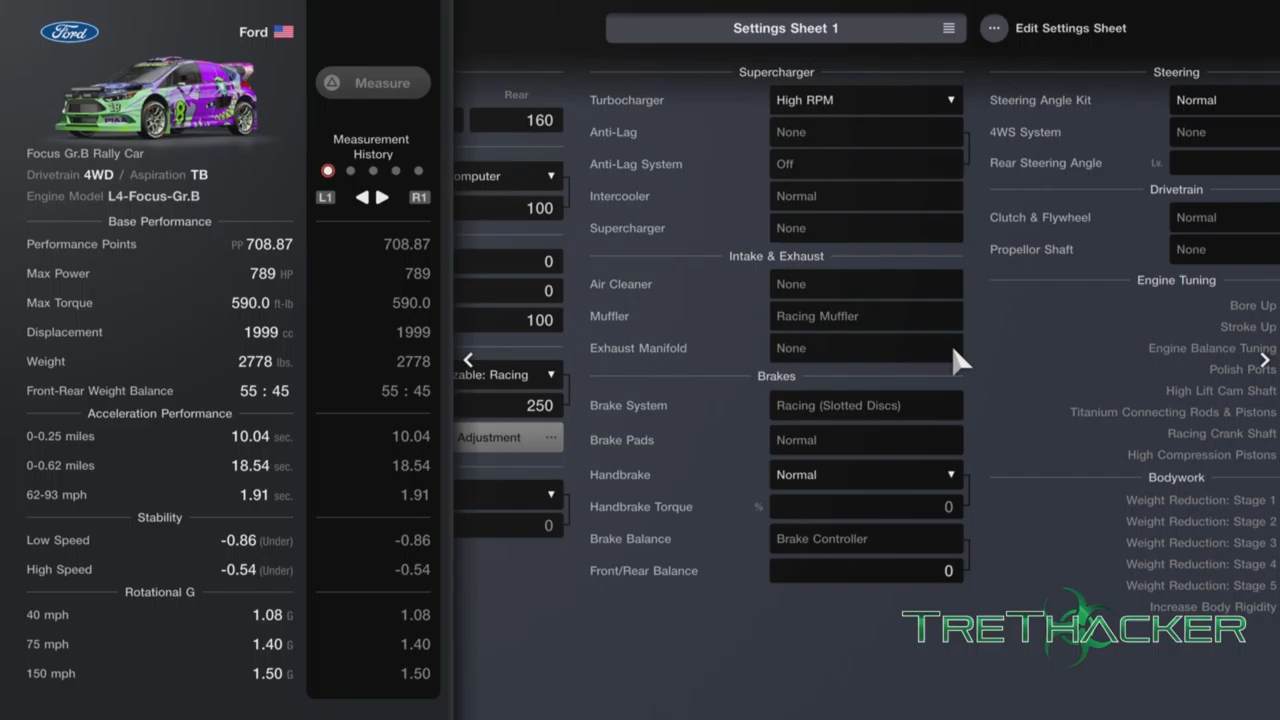 Ford
Ford
Focus Gr.B Rally Car
Drivetrain 4WD / Aspiration TB
Engine Model L4-Focus-Gr.B
Base Performance
Performance Points PP 708.87
Max Power 789 HP
Max Torque 590.0 ft-lb
Displacement 1999 cc
Weight 2778 lbs.
Front-Rear Weight Balance 55 : 45
Acceleration Performance
0-0.25 miles 10.04 sec.
0-0.62 miles 18.54 sec.
62-93 mph 1.91 sec.
Stability
Low Speed -0.86 (Under)
High Speed -0.54 (Under)
Rotational G
40 mph 1.08 G
75 mph 1.40 G
150 mph 1.50 G
Measure
Measurement
History
L1 R1
708.87
789
590.0
1999
2778
55 : 45
10.04
18.54
1.91
-0.86
-0.54
1.08
1.40
1.50
Settings Sheet 1
Edit Settings Sheet
Rear
160
omputer
100
0
0
100
zable: Racing
250
Adjustment
0
Supercharger
Turbocharger High RPM
Anti-Lag None
Anti-Lag System Off
Intercooler Normal
Supercharger None
Intake & Exhaust
Air Cleaner None
Muffler Racing Muffler
Exhaust Manifold None
Brakes
Brake System Racing (Slotted Discs)
Brake Pads Normal
Handbrake Normal
Handbrake Torque % 0
Brake Balance Brake Controller
Front/Rear Balance 0
Steering
Steering Angle Kit Normal
4WS System None
Rear Steering Angle Lv.
Drivetrain
Clutch & Flywheel Normal
Propellor Shaft None
Engine Tuning
Bore Up
Stroke Up
Engine Balance Tuning
Polish Ports
High Lift Cam Shaft
Titanium Connecting Rods & Pistons
Racing Crank Shaft
High Compression Pistons
Bodywork
Weight Reduction: Stage 1
Weight Reduction: Stage 2
Weight Reduction: Stage 3
Weight Reduction: Stage 4
Weight Reduction: Stage 5
Increase Body Rigidity
TreTHacker